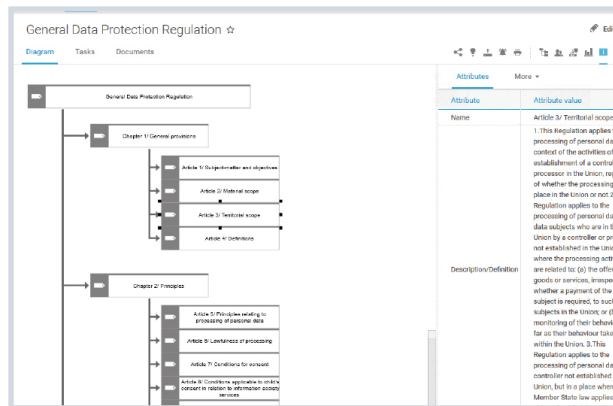 General Data Protection Regulation
Edi
Diagram Tasks Documents
General Data Protection Regulation
Chapter 1/ General provisions
Article 1/ Subject-matter and objectives
Article 2/ Material scope
Article 3/ Territorial scope
Article 4/ Definitions
Chapter 2/ Principles
Article 5/ Principles relating to
processing of personal data
Article 6/ Lawfulness of processing
Article 7/ Conditions for consent
Article 8/ Conditions applicable to child's
consent in relation to information society
services
Attributes More
Attribute Attribute value
Name Article 3/ Territorial scope
Description/Definition
1.This Regulation applies t
processing of personal da
context of the activities of
establishment of a control
processor in the Union, re
of whether the processing
place in the Union or not.2
Regulation applies to the
processing of personal da
data subjects who are in th
Union by a controller or pr
not established in the Unio
where the processing acti
are related to: (a) the offer
goods or services, irrespe
whether a payment of the
subject is required, to such
subjects in the Union; or (b
monitoring of their behavi
far as their behaviour take
within the Union. 3.This
Regulation applies to the
processing of personal da
controller not established
Union, but in a place wher
Member State law applies